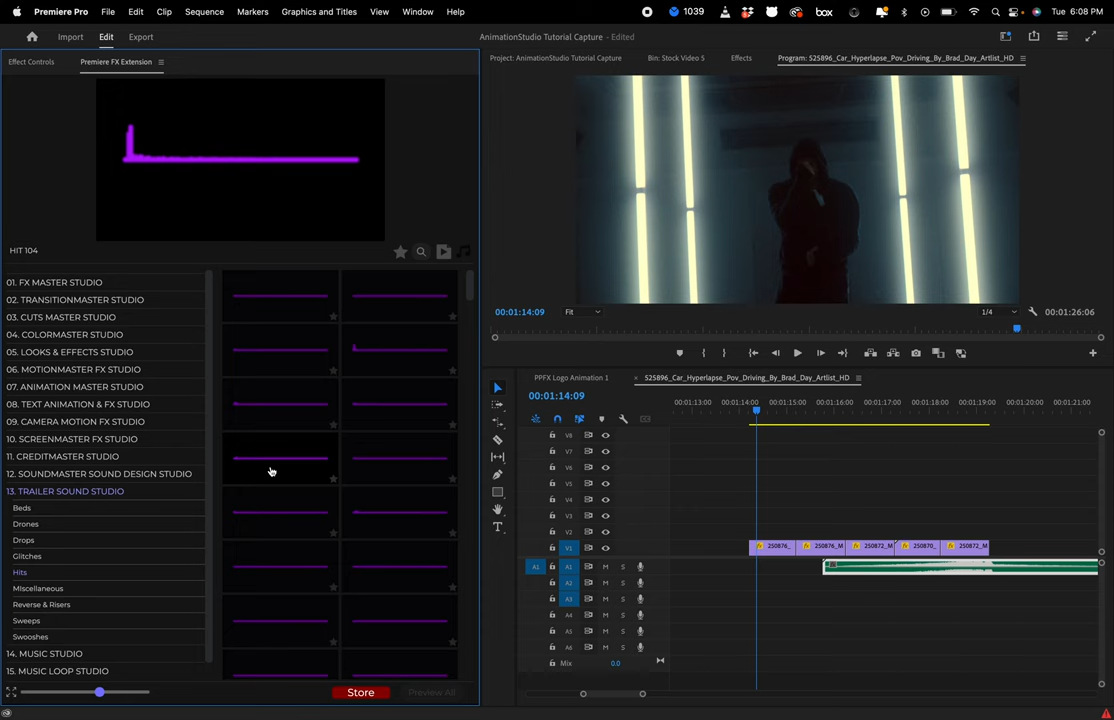 Premiere Pro File Edit Clip Sequence Markers Graphics and Titles View Window Help 1039 box Tue 6:08 PM
Import Edit Export AnimationStudio Tutorial Capture - Edited
Effect Controls Premiere FX Extension
Project: AnimationStudio Tutorial Capture Bin: Stock Video 5 Effects Program: 525896_Car_Hyperlapse_Pov_Driving_By_Brad_Day_Artlist_HD
HIT 104
01. FX MASTER STUDIO
02. TRANSITIONMASTER STUDIO
03. CUTS MASTER STUDIO
04. COLORMASTER STUDIO
05. LOOKS & EFFECTS STUDIO
06. MOTIONMASTER FX STUDIO
07. ANIMATION MASTER STUDIO
08. TEXT ANIMATION & FX STUDIO
09. CAMERA MOTION FX STUDIO
10. SCREENMASTER FX STUDIO
11. CREDITMASTER STUDIO
12. SOUNDMASTER SOUND DESIGN STUDIO
13. TRAILER SOUND STUDIO
Beds
Drones
Drops
Glitches
Hits
Miscellaneous
Reverse & Risers
Sweeps
Swooshes
14. MUSIC STUDIO
15. MUSIC LOOP STUDIO
Store Preview All
00:01:14:09 Fit 1/4 00:01:26:06
PPFX Logo Animation 1 × 525896_Car_Hyperlapse_Pov_Driving_By_Brad_Day_Artlist_HD
00:01:14:09
00:01:13:00 00:01:14:00 00:01:15:00 00:01:16:00 00:01:17:00 00:01:18:00 00:01:19:00 00:01:20:00 00:01:21:00
V8
V7
V6
V5
V4
V3
V2
V1 fx 250876_ fx 250876_M fx 250872_M fx 250870_ fx 250872_M
A1 A1 M S
A2 M S
A3 M S
A4 M S
A5 M S
A6 M S
Mix 0.0